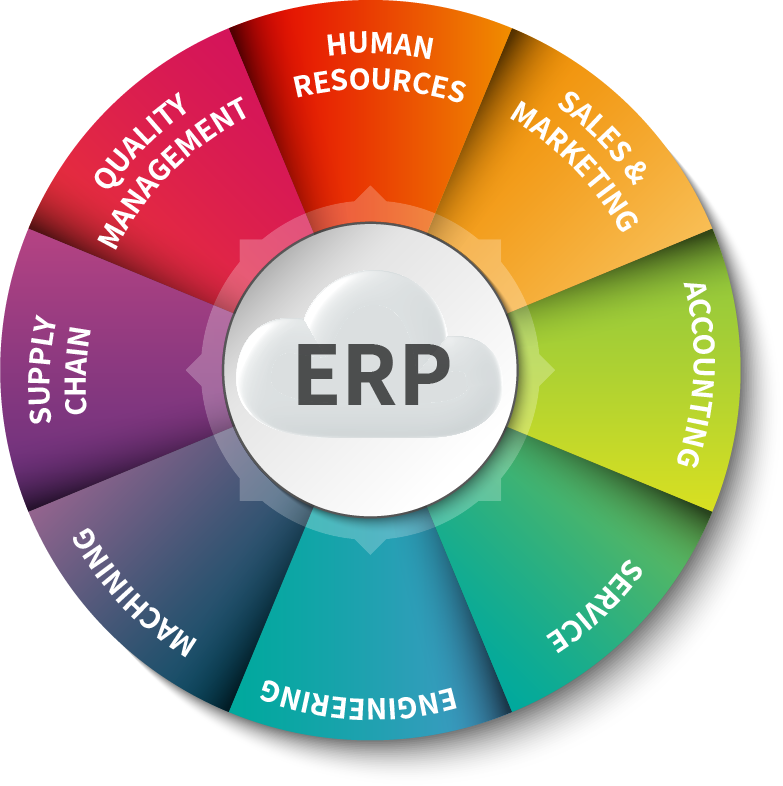 HUMAN
RESOURCES
SALES &
MARKETING
ACCOUNTING
SERVICE
ENGINEERING
MACHINING
SUPPLY
CHAIN
QUALITY
MANAGEMENT
ERP